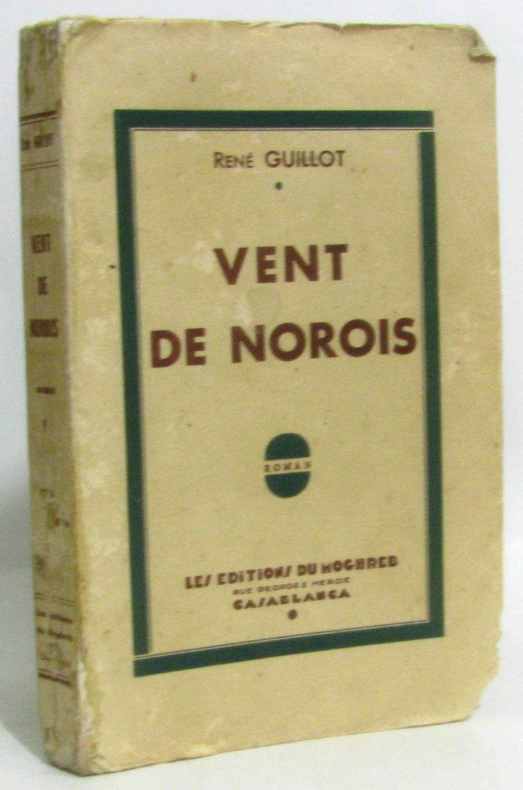 RENÉ GUILLOT
VENT
DE NOROIS
ROMAN
LES EDITIONS DU MOGHREB
RUE GEORGES MERCIE
CASABLANCA
VENT
DE
NOROIS